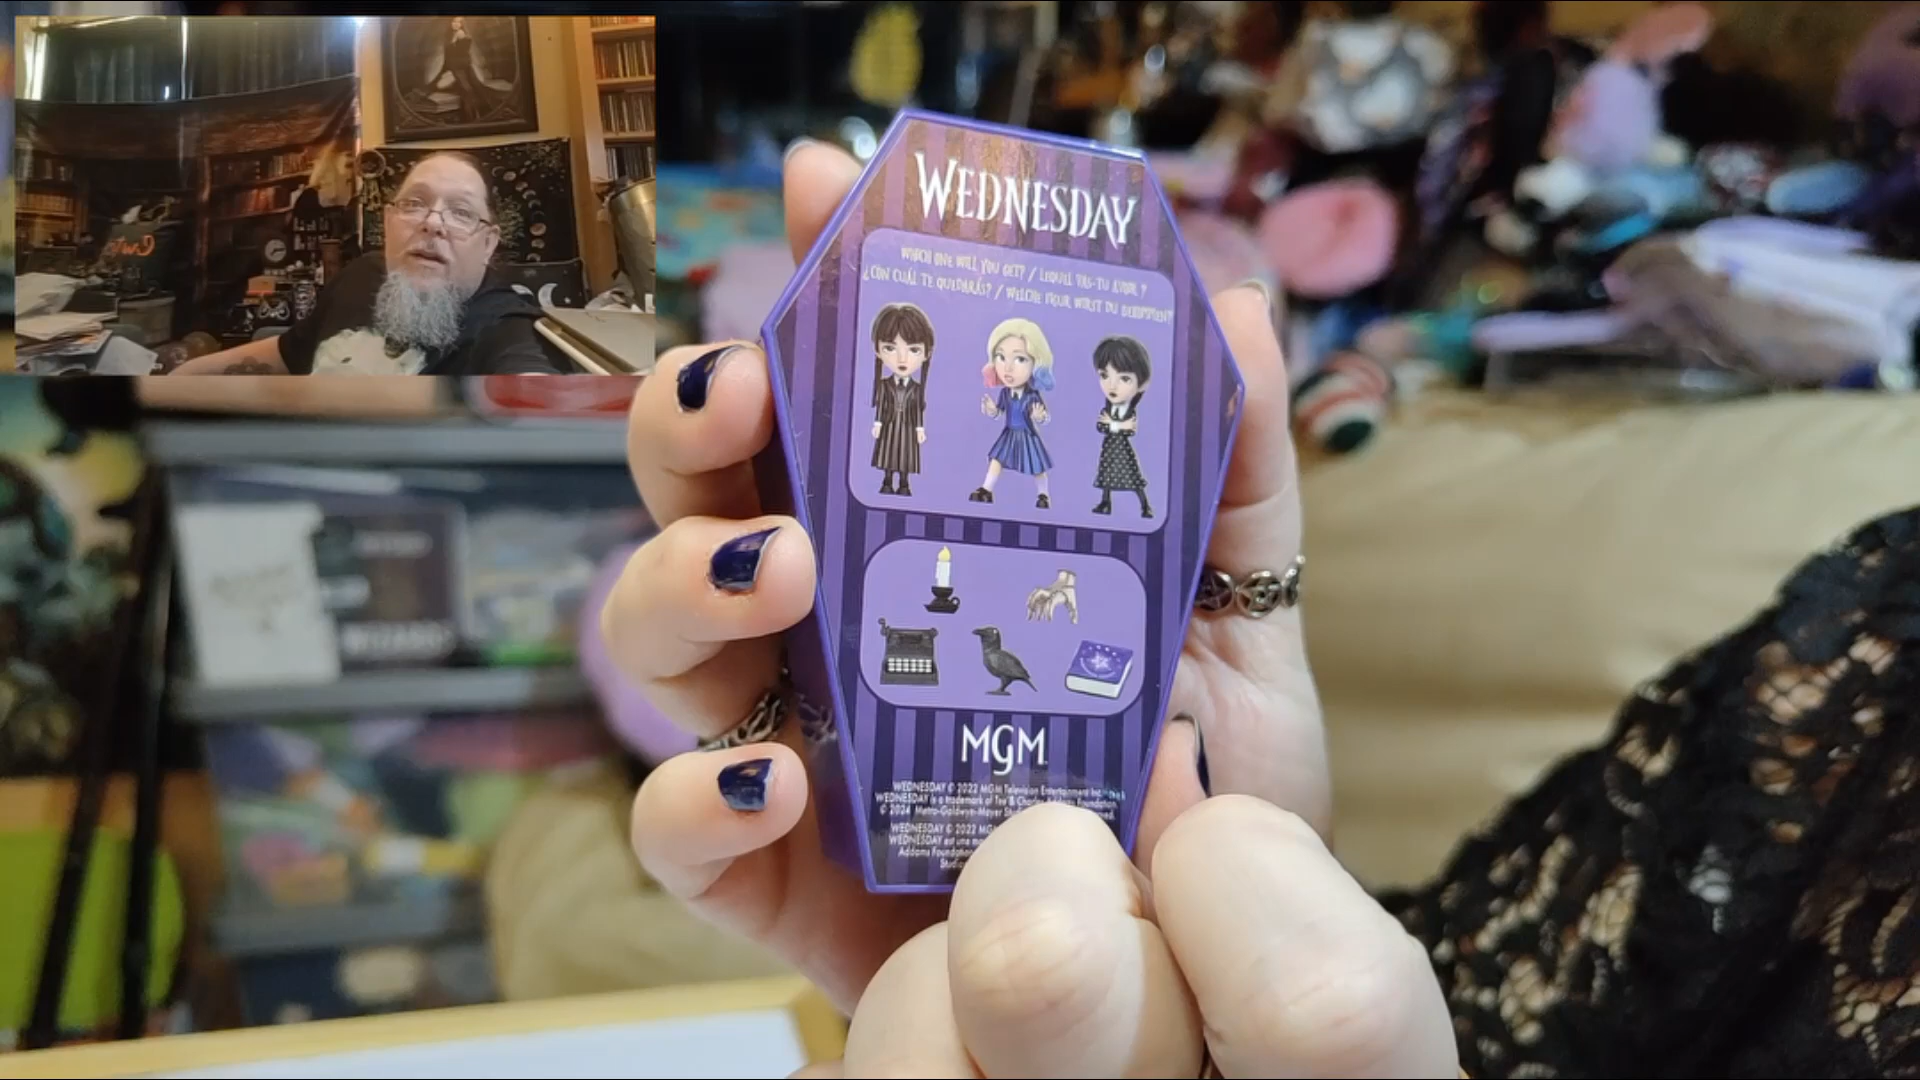 WEDNESDAY
WHICH ONE WILL YOU GET? / LEQUEL VAS-TU AVOIR ?
¿CON CUÁL TE QUEDARÁS? / WELCHE FIGUR WIRST DU BEKOMMEN?
MGM
WEDNESDAY © 2022 MGM Television Entertainment Inc.
WEDNESDAY is a trademark of Tee & Charles Addams Foundation.
© 2024 Metro-Goldwyn-Mayer
WEDNESDAY © 2022 MGM
WEDNESDAY est une
Addams Foundation